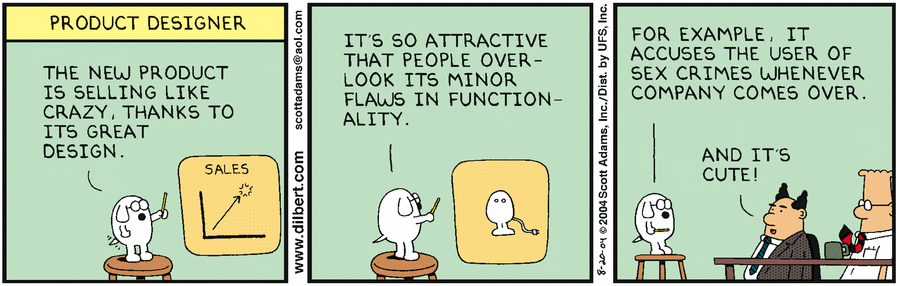 PRODUCT DESIGNER
THE NEW PRODUCT
IS SELLING LIKE
CRAZY, THANKS TO
ITS GREAT
DESIGN.
SALES
www.dilbert.com
scottadams@aol.com
IT'S SO ATTRACTIVE
THAT PEOPLE OVER-
LOOK ITS MINOR
FLAWS IN FUNCTION-
ALITY.
8-20-04 © 2004 Scott Adams, Inc./Dist. by UFS, Inc.
FOR EXAMPLE, IT
ACCUSES THE USER OF
SEX CRIMES WHENEVER
COMPANY COMES OVER.
AND IT'S
CUTE!